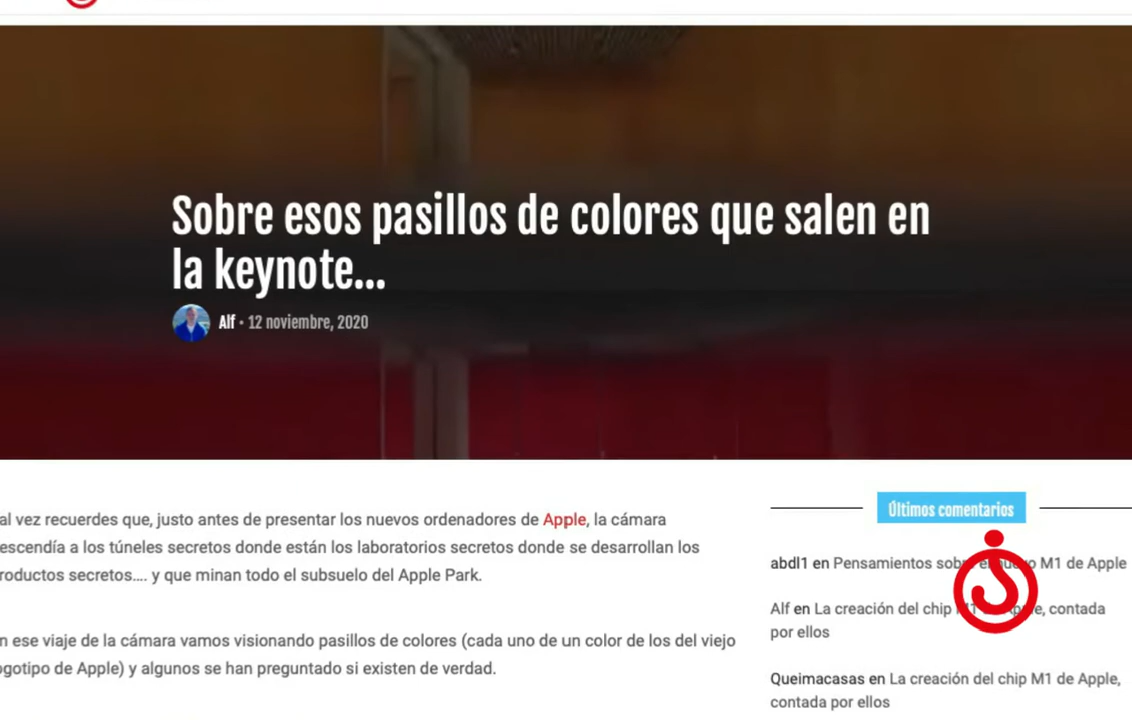 Sobre esos pasillos de colores que salen en
la keynote...
Alf • 12 noviembre, 2020
al vez recuerdes que, justo antes de presentar los nuevos ordenadores de Apple, la cámara
escendía a los túneles secretos donde están los laboratorios secretos donde se desarrollan los
roductos secretos.... y que minan todo el subsuelo del Apple Park.
n ese viaje de la cámara vamos visionando pasillos de colores (cada uno de un color de los del viejo
ogotipo de Apple) y algunos se han preguntado si existen de verdad.
Últimos comentarios
abdl1 en Pensamientos sobre el nuevo M1 de Apple
Alf en La creación del chip M1 de Apple, contada
por ellos
Queimacasas en La creación del chip M1 de Apple,
contada por ellos